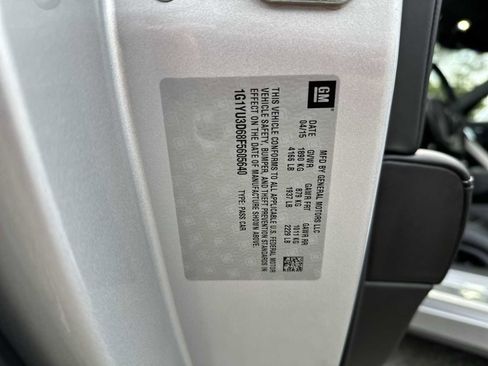 GM
MFD BY GENERAL MOTORS LLC
DATE GVWR GAWR FRT GAWR RR
04/15 1890 KG 879 KG 1011 KG
4166 LB 1937 LB 2229 LB
THIS VEHICLE CONFORMS TO ALL APPLICABLE U.S. FEDERAL MOTOR
VEHICLE SAFETY, BUMPER, AND THEFT PREVENTION STANDARDS IN
EFFECT ON THE DATE OF MANUFACTURE SHOWN ABOVE.
1G1YU3D68F5605640 TYPE: PASS CAR